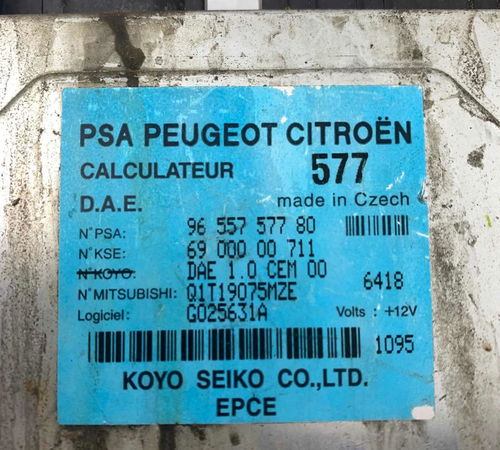 PSA PEUGEOT CITROËN
CALCULATEUR 577
D.A.E. made in Czech
N°PSA: 96 557 577 80
N°KSE: 69 000 00 711
N°KOYO: DAE 1.0 CEM 00
N°MITSUBISHI: Q1T19075MZE 6418
Logiciel: G025631A Volts : +12V
1095
KOYO SEIKO CO.,LTD.
EPCE